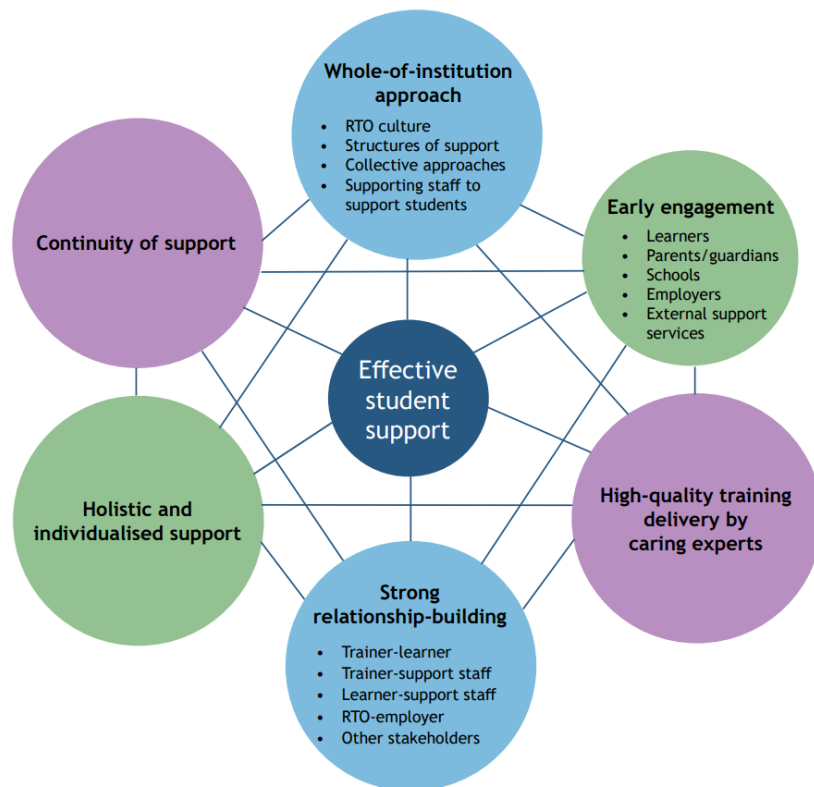 Whole-of-institution
approach
• RTO culture
• Structures of support
• Collective approaches
• Supporting staff to
support students
Continuity of support
Early engagement
• Learners
• Parents/guardians
• Schools
• Employers
• External support
services
Effective
student
support
Holistic and
individualised support
High-quality training
delivery by
caring experts
Strong
relationship-building
• Trainer-learner
• Trainer-support staff
• Learner-support staff
• RTO-employer
• Other stakeholders